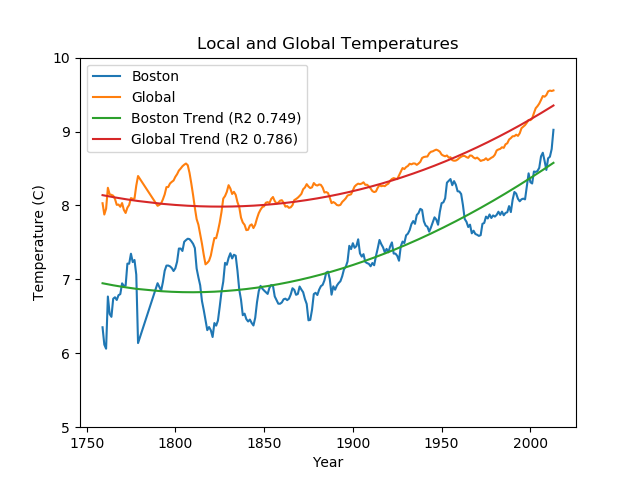 Local and Global Temperatures
Boston
Global
Boston Trend (R2 0.749)
Global Trend (R2 0.786)
Temperature (C)
10
9
8
7
6
5
1750
1800
1850
1900
1950
2000
Year